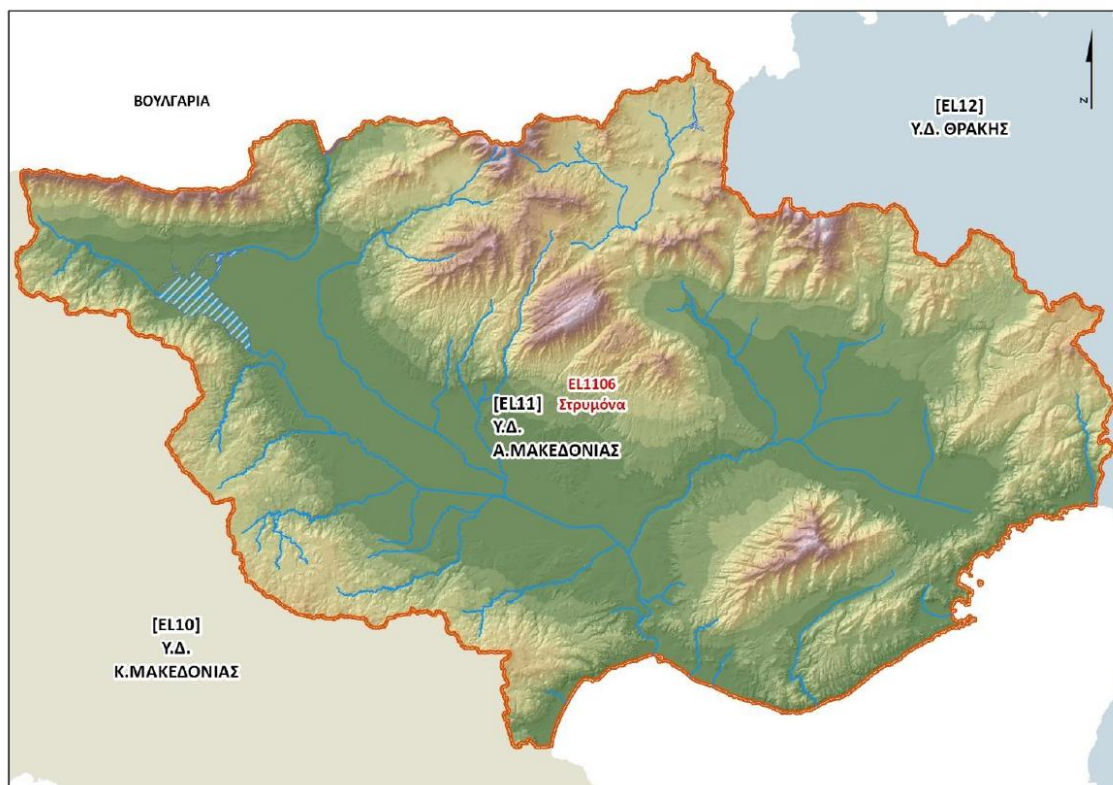 ΒΟΥΛΓΑΡΙΑ
[EL12]
Υ.Δ. ΘΡΑΚΗΣ
Z
EL1106
Στρυμόνα
[EL11]
Υ.Δ.
Α.ΜΑΚΕΔΟΝΙΑΣ
[EL10]
Υ.Δ.
Κ.ΜΑΚΕΔΟΝΙΑΣ